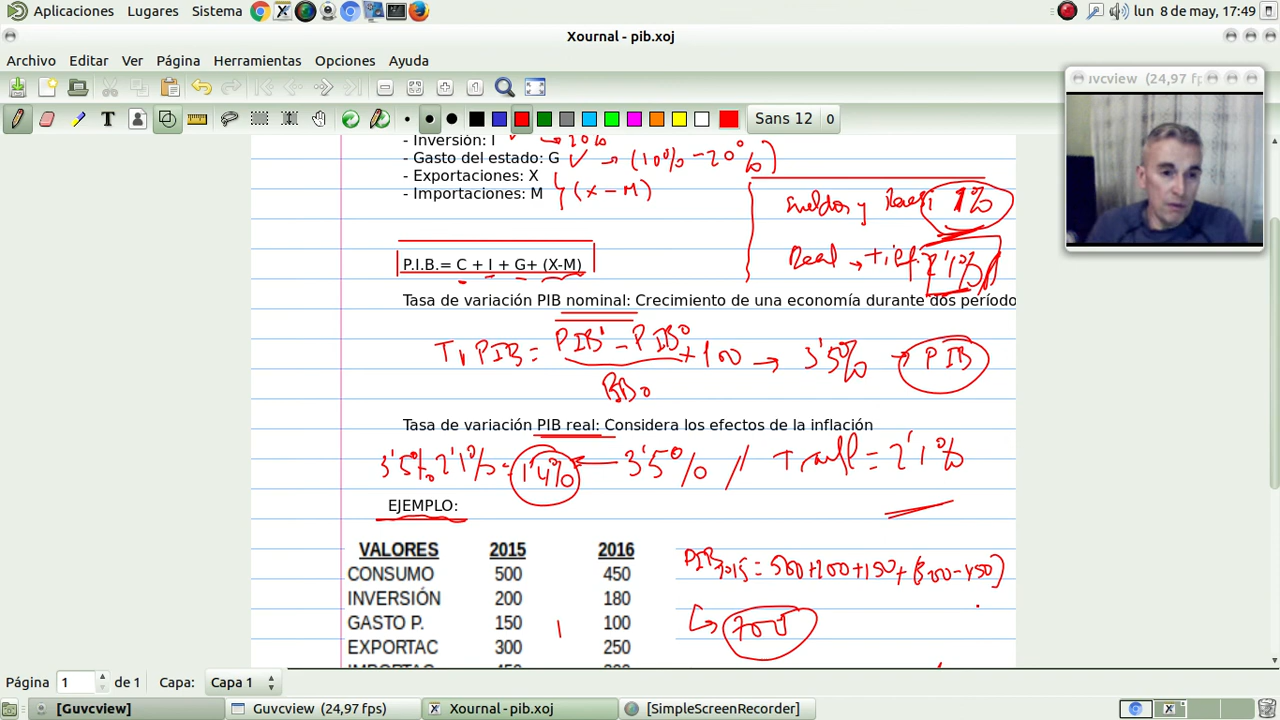 Aplicaciones Lugares Sistema lun 8 de may, 17:49
Xournal - pib.xoj
Archivo Editar Ver Página Herramientas Opciones Ayuda
guvcview (24,97 fp
Sans 12 0
- Inversión: I → 20%
- Gasto del estado: G → (10% - 20%)
- Exportaciones: X
- Importaciones: M (X - M)
Sueldos y 1%
Real → 2'1%
P.I.B.= C + I + G+ (X-M)
Tasa de variación PIB nominal: Crecimiento de una economía durante dos período
TV PIB = PIB1 - PIB0 * 100 → 3'5% → PIB
PIB0
Tasa de variación PIB real: Considera los efectos de la inflación
3'5% - 2'1% = 1'4% ← 3'5% // T = 2'1%
EJEMPLO:
VALORES 2015 2016
CONSUMO 500 450
INVERSIÓN 200 180
GASTO P. 150 100
EXPORTAC 300 250
PIB2015 = 500+200+150+(300-450)
↳ 700
Página 1 de 1 Capa: Capa 1
[Guvcview] Guvcview (24,97 fps) Xournal - pib.xoj [SimpleScreenRecorder]